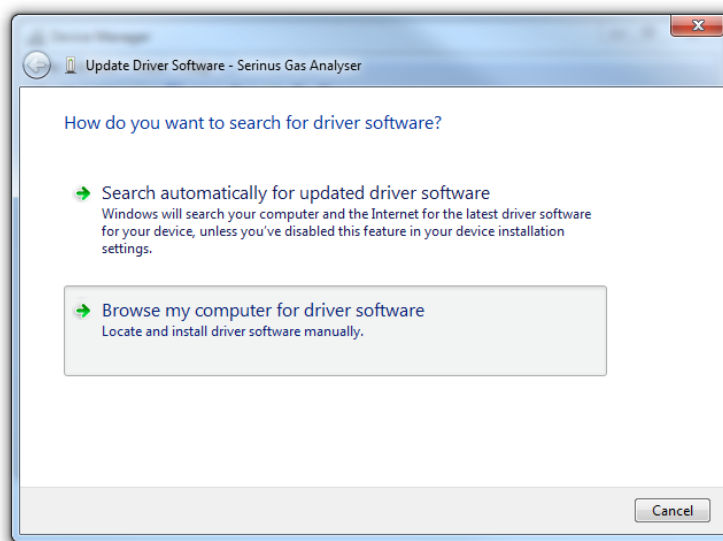 Device Manager
Update Driver Software - Serinus Gas Analyser
How do you want to search for driver software?
Search automatically for updated driver software
Windows will search your computer and the Internet for the latest driver software
for your device, unless you've disabled this feature in your device installation
settings.
Browse my computer for driver software
Locate and install driver software manually.
Cancel